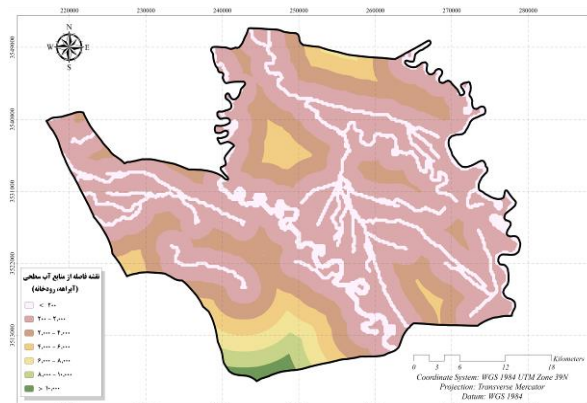 220000 230000 240000 250000 260000 270000 280000
N
W E
S
3549000
3540000
3531000
3522000
3513000
نقشه فاصله از منابع آب سطحی
(آبراهه، رودخانه)
< ۲۰۰
۲۰۰ - ۲,۰۰۰
۲,۰۰۰ - ۴,۰۰۰
۴,۰۰۰ - ۶,۰۰۰
۶,۰۰۰ - ۸,۰۰۰
۸,۰۰۰ - ۱۰,۰۰۰
> ۱۰,۰۰۰
Kilometers
0 3 6 12 18
Coordinate System: WGS 1984 UTM Zone 39N
Projection: Transverse Mercator
Datum: WGS 1984